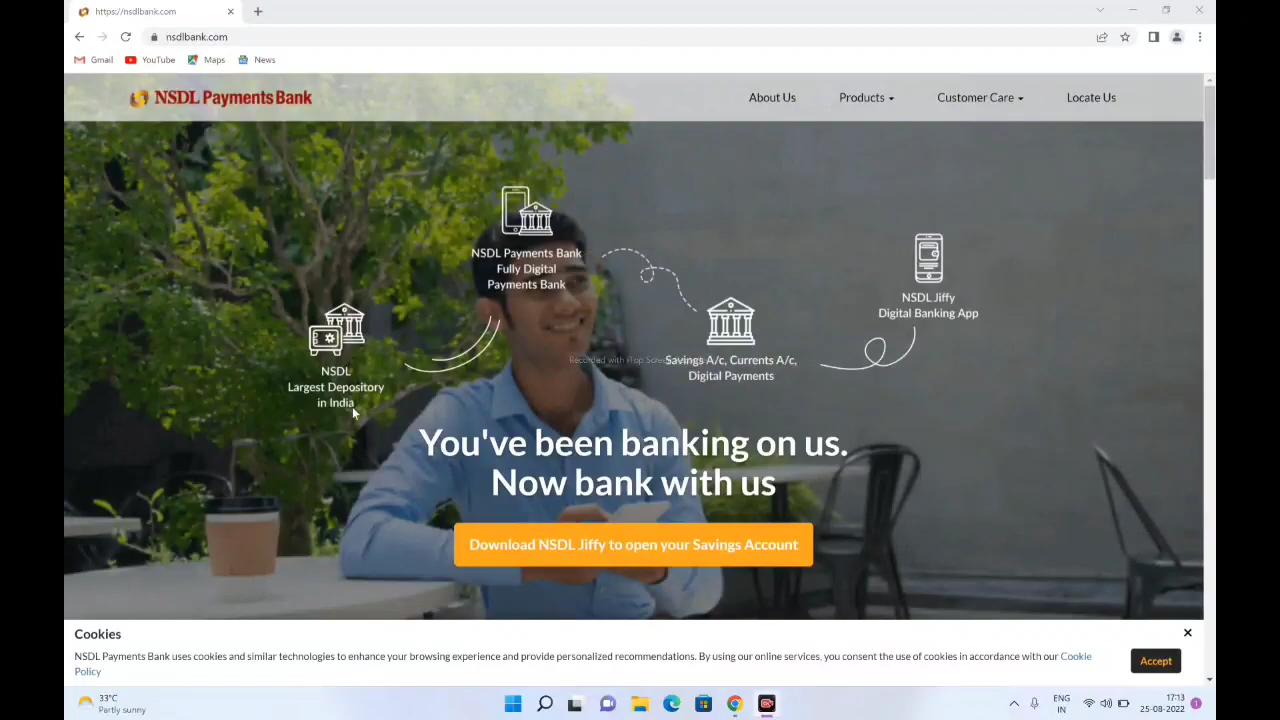 https://nsdlbank.com
nsdlbank.com
Gmail
YouTube
Maps
News
NSDL Payments Bank
About Us
Products
Customer Care
Locate Us
NSDL Payments Bank
Fully Digital
Payments Bank
NSDL Jiffy
Digital Banking App
NSDL
Largest Depository
in India
Recorded with iTop Scre
Savings A/c, Currents A/c,
Digital Payments
You've been banking on us.
Now bank with us
Download NSDL Jiffy to open your Savings Account
Cookies
NSDL Payments Bank uses cookies and similar technologies to enhance your browsing experience and provide personalized recommendations. By using our online services, you consent the use of cookies in accordance with our Cookie
Policy
Accept
33°C
Partly sunny
ENG
IN
17:13
25-08-2022
1